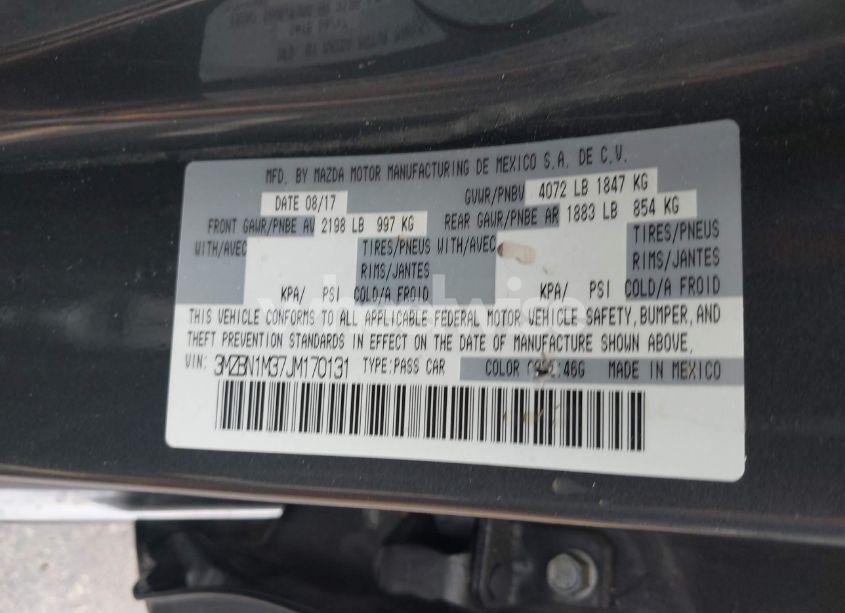 MFD. BY MAZDA MOTOR MANUFACTURING DE MEXICO S.A. DE C.V.
DATE 08/17 GVWR/PNBV 4072 LB 1847 KG
FRONT GAWR/PNBE AV 2198 LB 997 KG REAR GAWR/PNBE AR 1883 LB 854 KG
WITH/AVEC TIRES/PNEUS WITH/AVEC TIRES/PNEUS
RIMS/JANTES RIMS/JANTES
KPA/ PSI COLD/A FROID KPA/ PSI COLD/A FROID
THIS VEHICLE CONFORMS TO ALL APPLICABLE FEDERAL MOTOR VEHICLE SAFETY, BUMPER, AND
THEFT PREVENTION STANDARDS IN EFFECT ON THE DATE OF MANUFACTURE SHOWN ABOVE.
VIN: 3MZBN1M37JM170131 TYPE:PASS CAR COLOR :46G MADE IN MEXICO